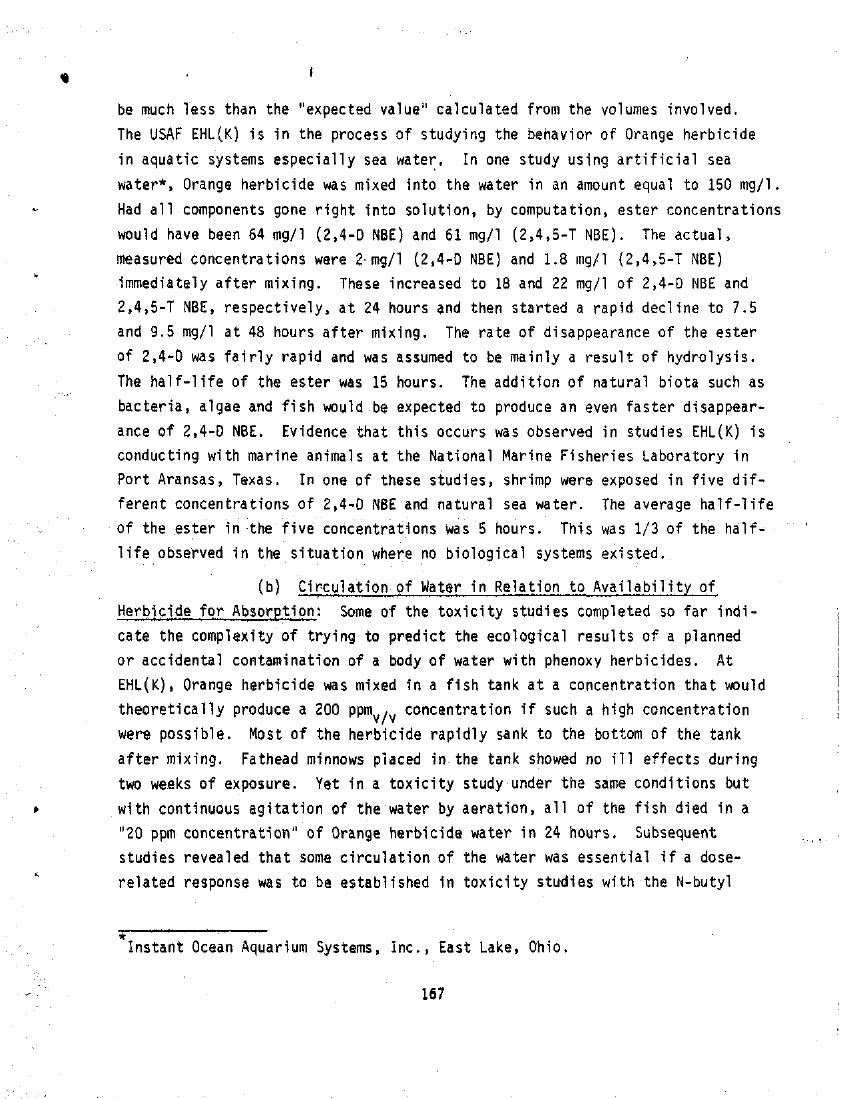 be much less than the "expected value" calculated from the volumes involved.
The USAF EHL(K) is in the process of studying the behavior of Orange herbicide
in aquatic systems especially sea water. In one study using artificial sea
water*, Orange herbicide was mixed into the water in an amount equal to 150 mg/l.
Had all components gone right into solution, by computation, ester concentrations
would have been 64 mg/l (2,4-D NBE) and 61 mg/l (2,4,5-T NBE). The actual,
measured concentrations were 2 mg/l (2,4-D NBE) and 1.8 mg/l (2,4,5-T NBE)
immediately after mixing. These increased to 18 and 22 mg/l of 2,4-D NBE and
2,4,5-T NBE, respectively, at 24 hours and then started a rapid decline to 7.5
and 9.5 mg/l at 48 hours after mixing. The rate of disappearance of the ester
of 2,4-D was fairly rapid and was assumed to be mainly a result of hydrolysis.
The half-life of the ester was 15 hours. The addition of natural biota such as
bacteria, algae and fish would be expected to produce an even faster disappear-
ance of 2,4-D NBE. Evidence that this occurs was observed in studies EHL(K) is
conducting with marine animals at the National Marine Fisheries Laboratory in
Port Aransas, Texas. In one of these studies, shrimp were exposed in five dif-
ferent concentrations of 2,4-D NBE and natural sea water. The average half-life
of the ester in the five concentrations was 5 hours. This was 1/3 of the half-
life observed in the situation where no biological systems existed.
(b) Circulation of Water in Relation to Availability of
Herbicide for Absorption: Some of the toxicity studies completed so far indi-
cate the complexity of trying to predict the ecological results of a planned
or accidental contamination of a body of water with phenoxy herbicides. At
EHL(K), Orange herbicide was mixed in a fish tank at a concentration that would
theoretically produce a 200 ppmv/v concentration if such a high concentration
were possible. Most of the herbicide rapidly sank to the bottom of the tank
after mixing. Fathead minnows placed in the tank showed no ill effects during
two weeks of exposure. Yet in a toxicity study under the same conditions but
with continuous agitation of the water by aeration, all of the fish died in a
"20 ppm concentration" of Orange herbicide water in 24 hours. Subsequent
studies revealed that some circulation of the water was essential if a dose-
related response was to be established in toxicity studies with the N-butyl
*Instant Ocean Aquarium Systems, Inc., East Lake, Ohio.
167